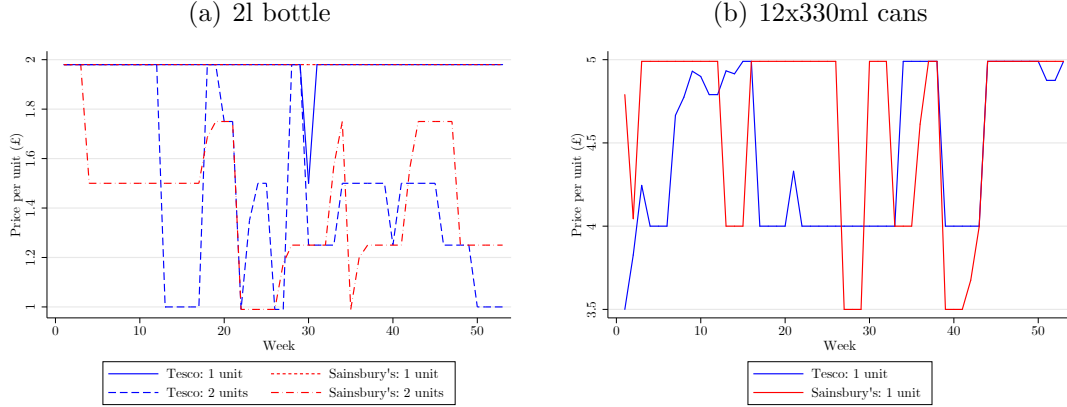 (a) 2l bottle
Price per unit (£)
2
1.8
1.6
1.4
1.2
1
0 10 20 30 40 50
Week
Tesco: 1 unit Sainsbury's: 1 unit
Tesco: 2 units Sainsbury's: 2 units
(b) 12x330ml cans
Price per unit (£)
5
4.5
4
3.5
0 10 20 30 40 50
Week
Tesco: 1 unit
Sainsbury's: 1 unit